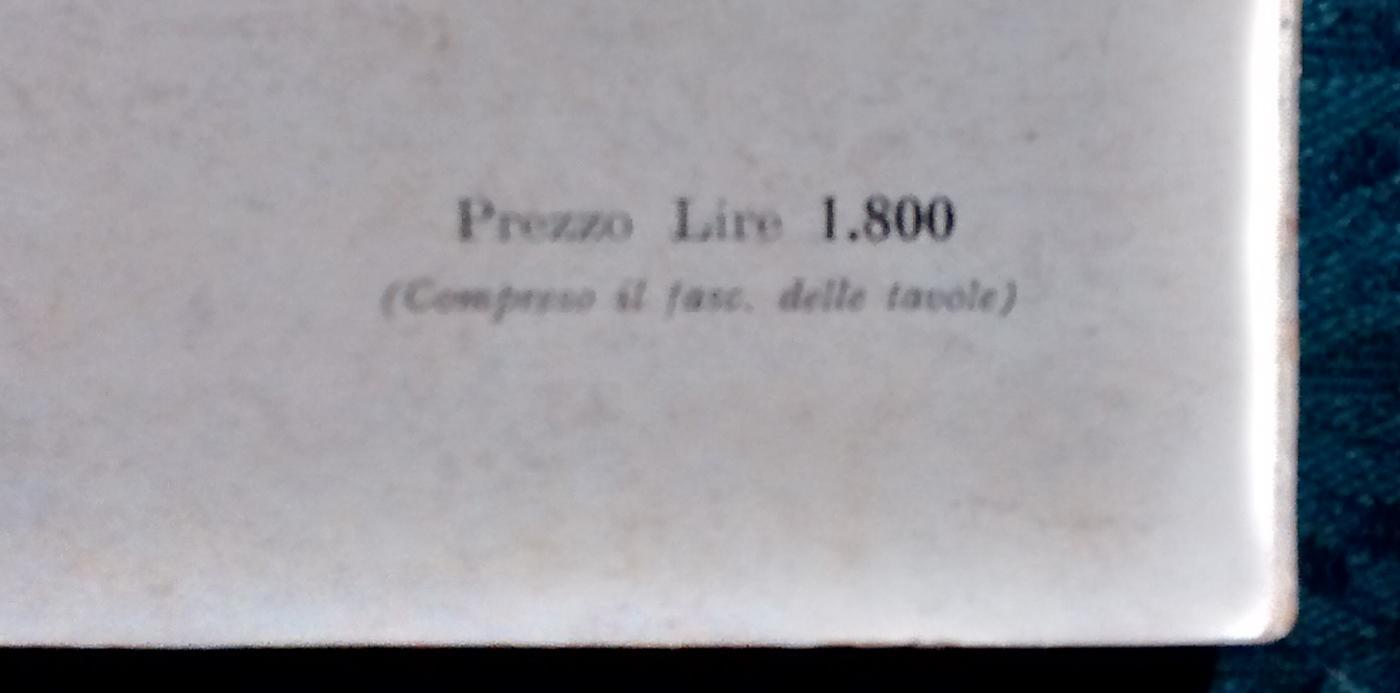 Prezzo Lire 1.800
(Compreso il fasc. delle tavole)